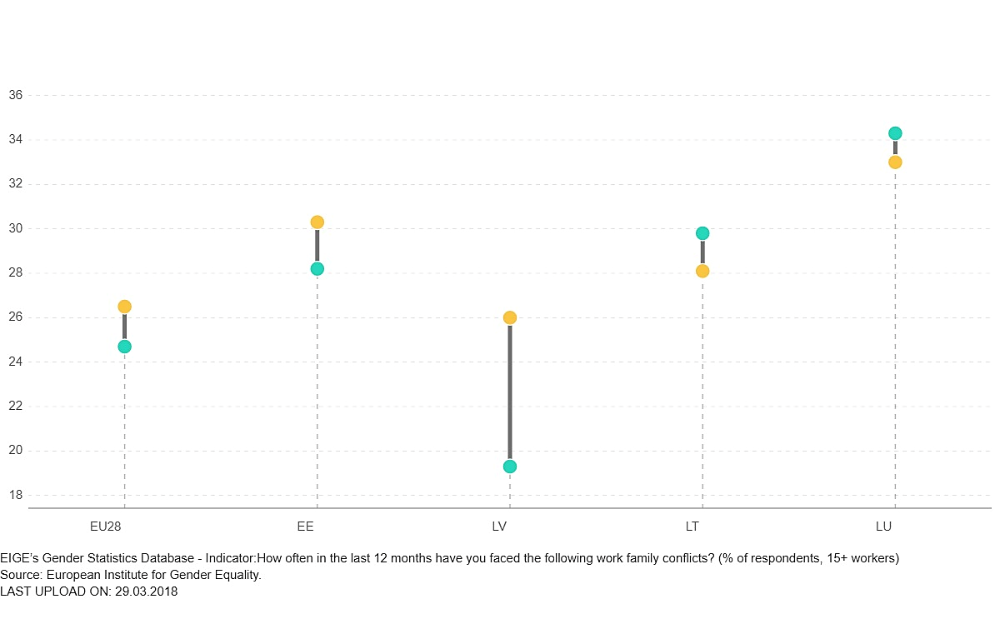 36
34
32
30
28
26
24
22
20
18
EU28 EE LV LT LU
EIGE's Gender Statistics Database - Indicator:How often in the last 12 months have you faced the following work family conflicts? (% of respondents, 15+ workers)
Source: European Institute for Gender Equality.
LAST UPLOAD ON: 29.03.2018